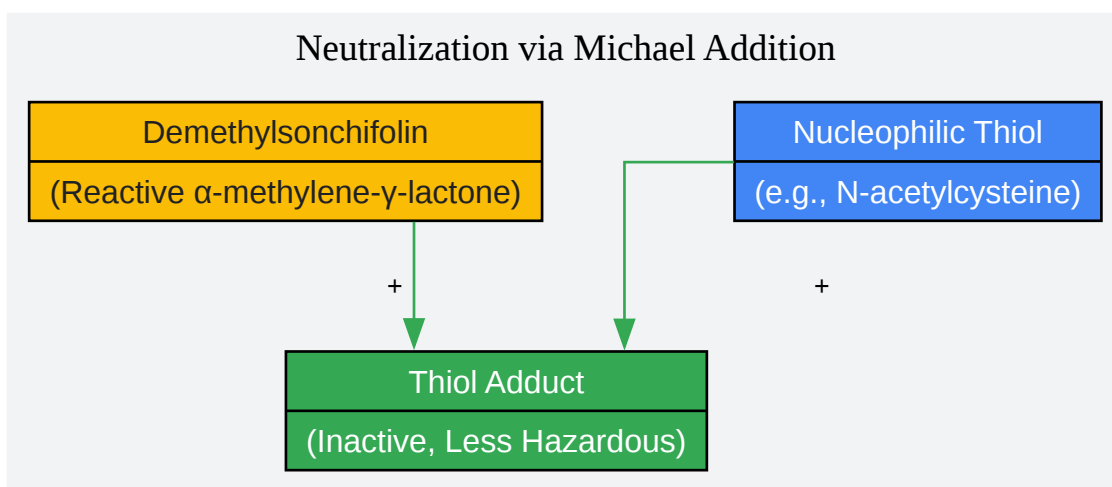 Neutralization via Michael Addition
Demethylsonchifolin
(Reactive α-methylene-γ-lactone)
Nucleophilic Thiol
(e.g., N-acetylcysteine)
+
+
Thiol Adduct
(Inactive, Less Hazardous)